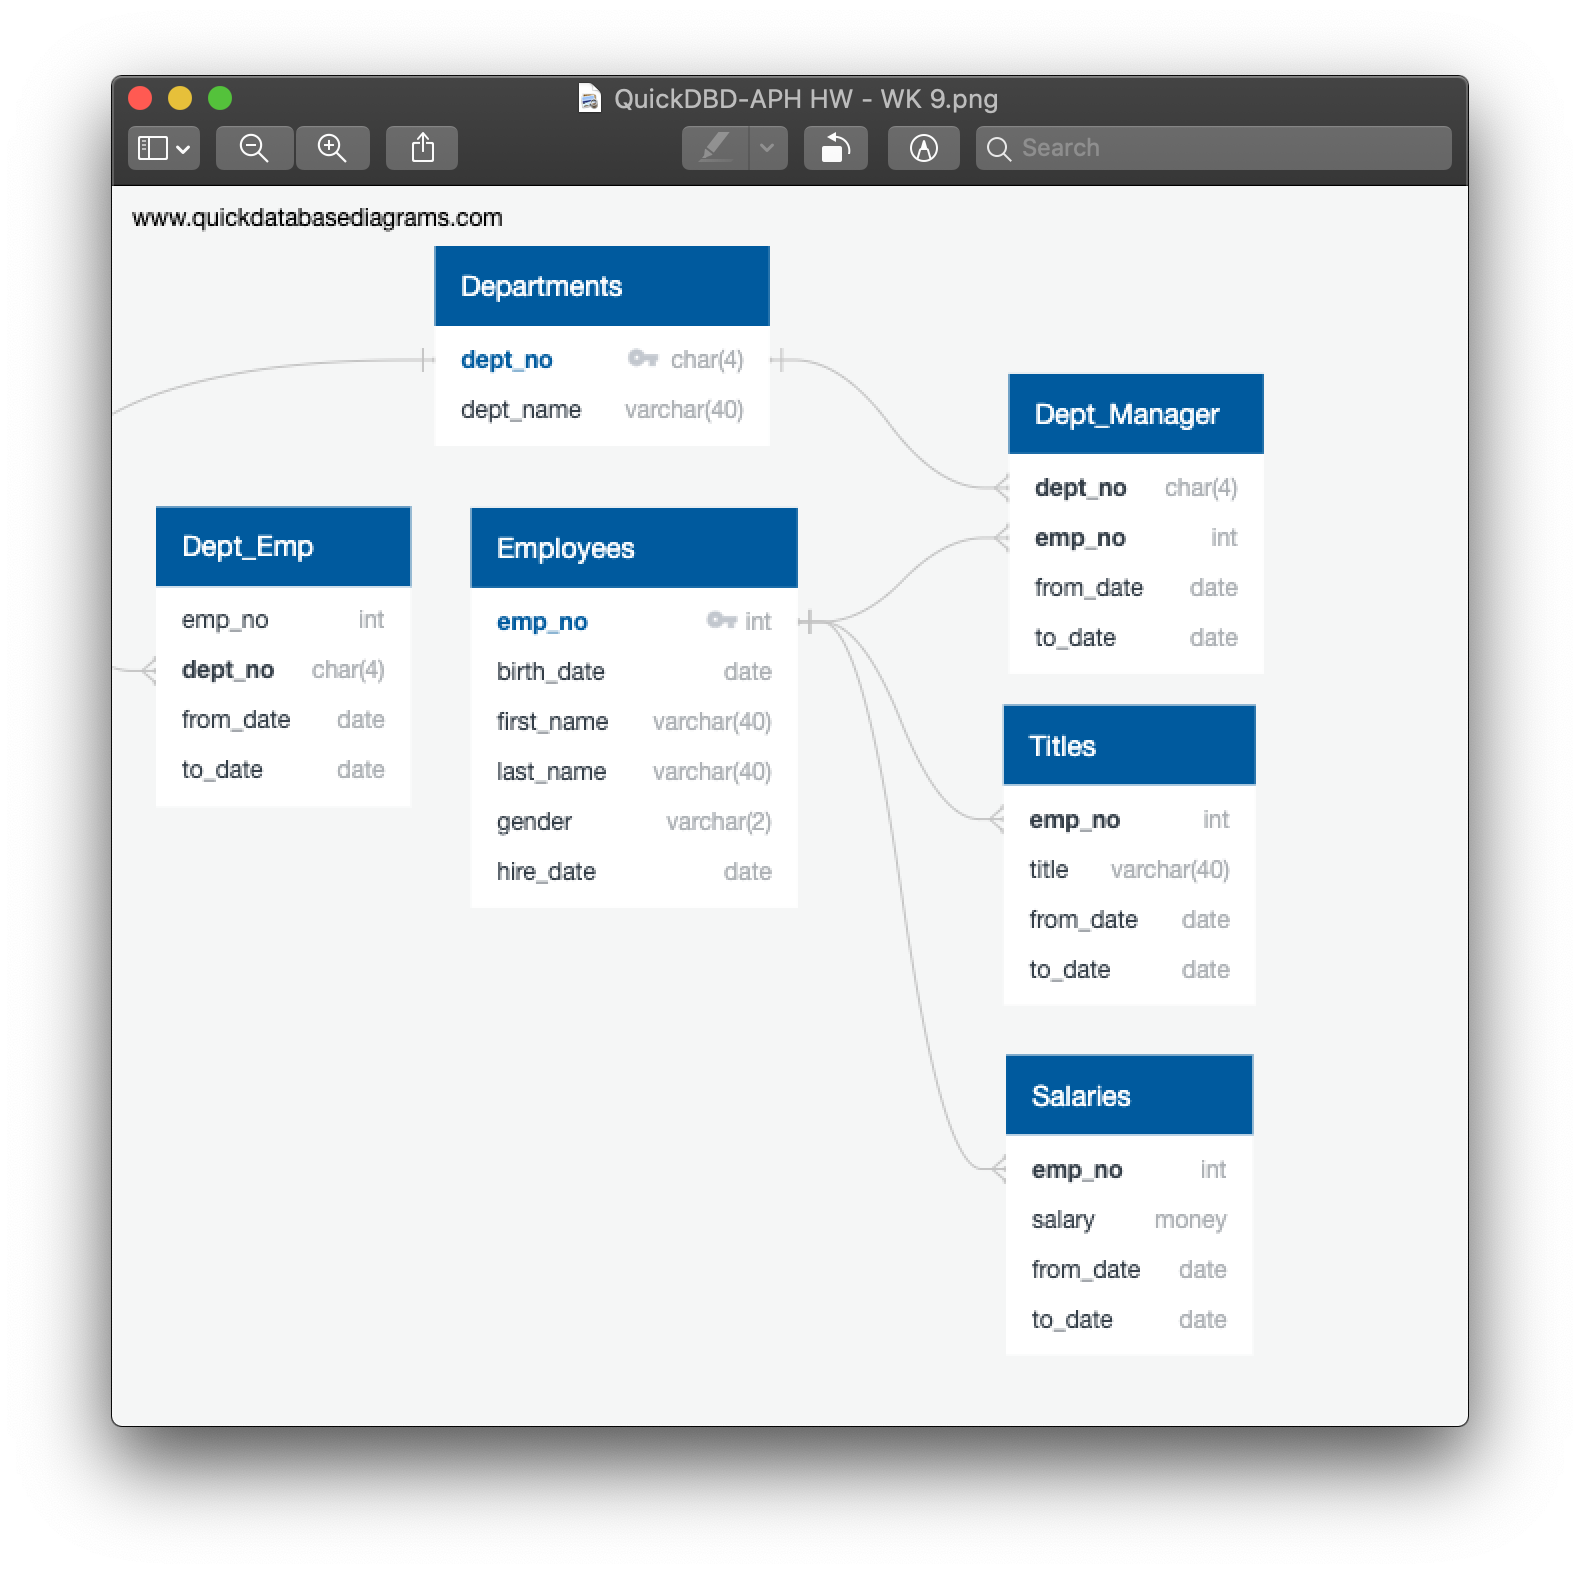 QuickDBD-APH HW - WK 9.png
Search
www.quickdatabasediagrams.com
Departments
dept_no char(4)
dept_name varchar(40)
Dept_Manager
dept_no char(4)
emp_no int
from_date date
to_date date
Dept_Emp
emp_no int
dept_no char(4)
from_date date
to_date date
Employees
emp_no int
birth_date date
first_name varchar(40)
last_name varchar(40)
gender varchar(2)
hire_date date
Titles
emp_no int
title varchar(40)
from_date date
to_date date
Salaries
emp_no int
salary money
from_date date
to_date date